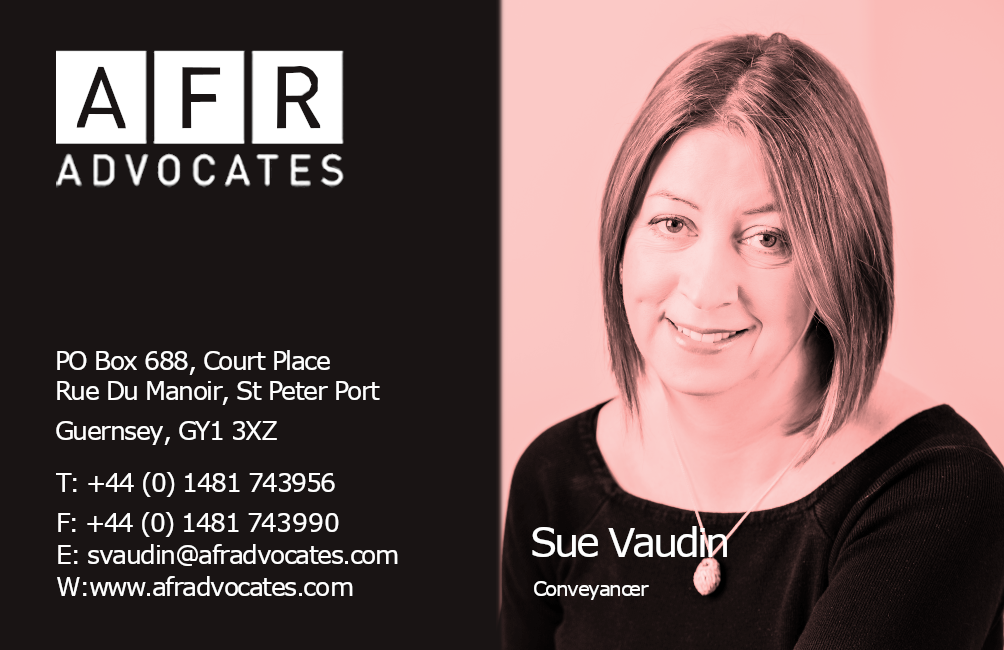 AFR
ADVOCATES
PO Box 688, Court Place
Rue Du Manoir, St Peter Port
Guernsey, GY1 3XZ
T: +44 (0) 1481 743956
F: +44 (0) 1481 743990
E: svaudin@afradvocates.com
W:www.afradvocates.com
Sue Vaudin
Conveyancer